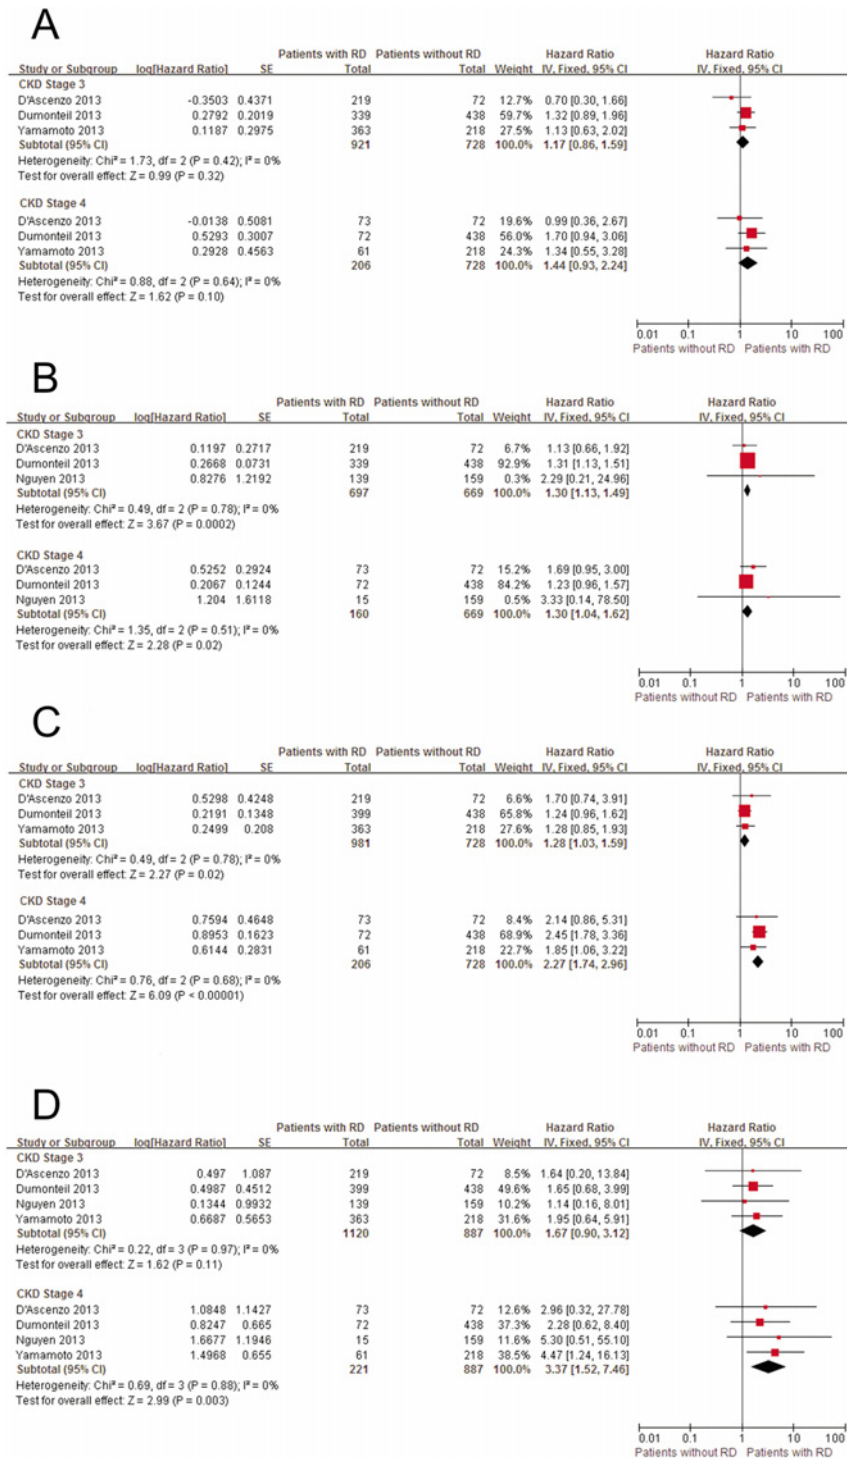 A
Patients with RD Patients without RD Hazard Ratio Hazard Ratio
Study or Subgroup log[Hazard Ratio] SE Total Total Weight IV, Fixed, 95% CI IV, Fixed, 95% CI
CKD Stage 3
D'Ascenzo 2013 -0.3503 0.4371 219 72 12.7% 0.70 [0.30, 1.66]
Dumonteil 2013 0.2792 0.2019 339 438 59.7% 1.32 [0.89, 1.96]
Yamamoto 2013 0.1187 0.2975 363 218 27.5% 1.13 [0.63, 2.02]
Subtotal (95% CI) 921 728 100.0% 1.17 [0.86, 1.59]
Heterogeneity: Chi² = 1.73, df = 2 (P = 0.42); I² = 0%
Test for overall effect: Z = 0.99 (P = 0.32)
CKD Stage 4
D'Ascenzo 2013 -0.0138 0.5081 73 72 19.6% 0.99 [0.36, 2.67]
Dumonteil 2013 0.5293 0.3007 72 438 56.0% 1.70 [0.94, 3.06]
Yamamoto 2013 0.2928 0.4563 61 218 24.3% 1.34 [0.55, 3.28]
Subtotal (95% CI) 206 728 100.0% 1.44 [0.93, 2.24]
Heterogeneity: Chi² = 0.88, df = 2 (P = 0.64); I² = 0%
Test for overall effect: Z = 1.62 (P = 0.10)
0.01 0.1 1 10 100
Patients without RD Patients with RD
B
Patients with RD Patients without RD Hazard Ratio Hazard Ratio
Study or Subgroup log[Hazard Ratio] SE Total Total Weight IV, Fixed, 95% CI IV, Fixed, 95% CI
CKD Stage 3
D'Ascenzo 2013 0.1197 0.2717 219 72 6.7% 1.13 [0.66, 1.92]
Dumonteil 2013 0.2668 0.0731 339 438 92.9% 1.31 [1.13, 1.51]
Nguyen 2013 0.8276 1.2192 139 159 0.3% 2.29 [0.21, 24.96]
Subtotal (95% CI) 697 669 100.0% 1.30 [1.13, 1.49]
Heterogeneity: Chi² = 0.49, df = 2 (P = 0.78); I² = 0%
Test for overall effect: Z = 3.67 (P = 0.0002)
CKD Stage 4
D'Ascenzo 2013 0.5252 0.2924 73 72 15.2% 1.69 [0.95, 3.00]
Dumonteil 2013 0.2067 0.1244 72 438 84.2% 1.23 [0.96, 1.57]
Nguyen 2013 1.204 1.6118 15 159 0.5% 3.33 [0.14, 78.50]
Subtotal (95% CI) 160 669 100.0% 1.30 [1.04, 1.62]
Heterogeneity: Chi² = 1.35, df = 2 (P = 0.51); I² = 0%
Test for overall effect: Z = 2.28 (P = 0.02)
0.01 0.1 1 10 100
Patients without RD Patients with RD
C
Patients with RD Patients without RD Hazard Ratio Hazard Ratio
Study or Subgroup log[Hazard Ratio] SE Total Total Weight IV, Fixed, 95% CI IV, Fixed, 95% CI
CKD Stage 3
D'Ascenzo 2013 0.5298 0.4248 219 72 6.6% 1.70 [0.74, 3.91]
Dumonteil 2013 0.2191 0.1348 399 438 65.8% 1.24 [0.96, 1.62]
Yamamoto 2013 0.2499 0.208 363 218 27.6% 1.28 [0.85, 1.93]
Subtotal (95% CI) 981 728 100.0% 1.28 [1.03, 1.59]
Heterogeneity: Chi² = 0.49, df = 2 (P = 0.78); I² = 0%
Test for overall effect: Z = 2.27 (P = 0.02)
CKD Stage 4
D'Ascenzo 2013 0.7594 0.4648 73 72 8.4% 2.14 [0.86, 5.31]
Dumonteil 2013 0.8953 0.1623 72 438 68.9% 2.45 [1.78, 3.36]
Yamamoto 2013 0.6144 0.2831 61 218 22.7% 1.85 [1.06, 3.22]
Subtotal (95% CI) 206 728 100.0% 2.27 [1.74, 2.96]
Heterogeneity: Chi² = 0.76, df = 2 (P = 0.68); I² = 0%
Test for overall effect: Z = 6.09 (P < 0.00001)
0.01 0.1 1 10 100
Patients without RD Patients with RD
D
Patients with RD Patients without RD Hazard Ratio Hazard Ratio
Study or Subgroup log[Hazard Ratio] SE Total Total Weight IV, Fixed, 95% CI IV, Fixed, 95% CI
CKD Stage 3
D'Ascenzo 2013 0.497 1.087 219 72 8.5% 1.64 [0.20, 13.84]
Dumonteil 2013 0.4987 0.4512 399 438 49.6% 1.65 [0.68, 3.99]
Nguyen 2013 0.1344 0.9932 139 159 10.2% 1.14 [0.16, 8.01]
Yamamoto 2013 0.6687 0.5653 363 218 31.6% 1.95 [0.64, 5.91]
Subtotal (95% CI) 1120 887 100.0% 1.67 [0.90, 3.12]
Heterogeneity: Chi² = 0.22, df = 3 (P = 0.97); I² = 0%
Test for overall effect: Z = 1.62 (P = 0.11)
CKD Stage 4
D'Ascenzo 2013 1.0848 1.1427 73 72 12.6% 2.96 [0.32, 27.78]
Dumonteil 2013 0.8247 0.665 72 438 37.3% 2.28 [0.62, 8.40]
Nguyen 2013 1.6677 1.1946 15 159 11.6% 5.30 [0.51, 55.10]
Yamamoto 2013 1.4968 0.655 61 218 38.5% 4.47 [1.24, 16.13]
Subtotal (95% CI) 221 887 100.0% 3.37 [1.52, 7.46]
Heterogeneity: Chi² = 0.69, df = 3 (P = 0.88); I² = 0%
Test for overall effect: Z = 2.99 (P = 0.003)
0.01 0.1 1 10 100
Patients without RD Patients with RD